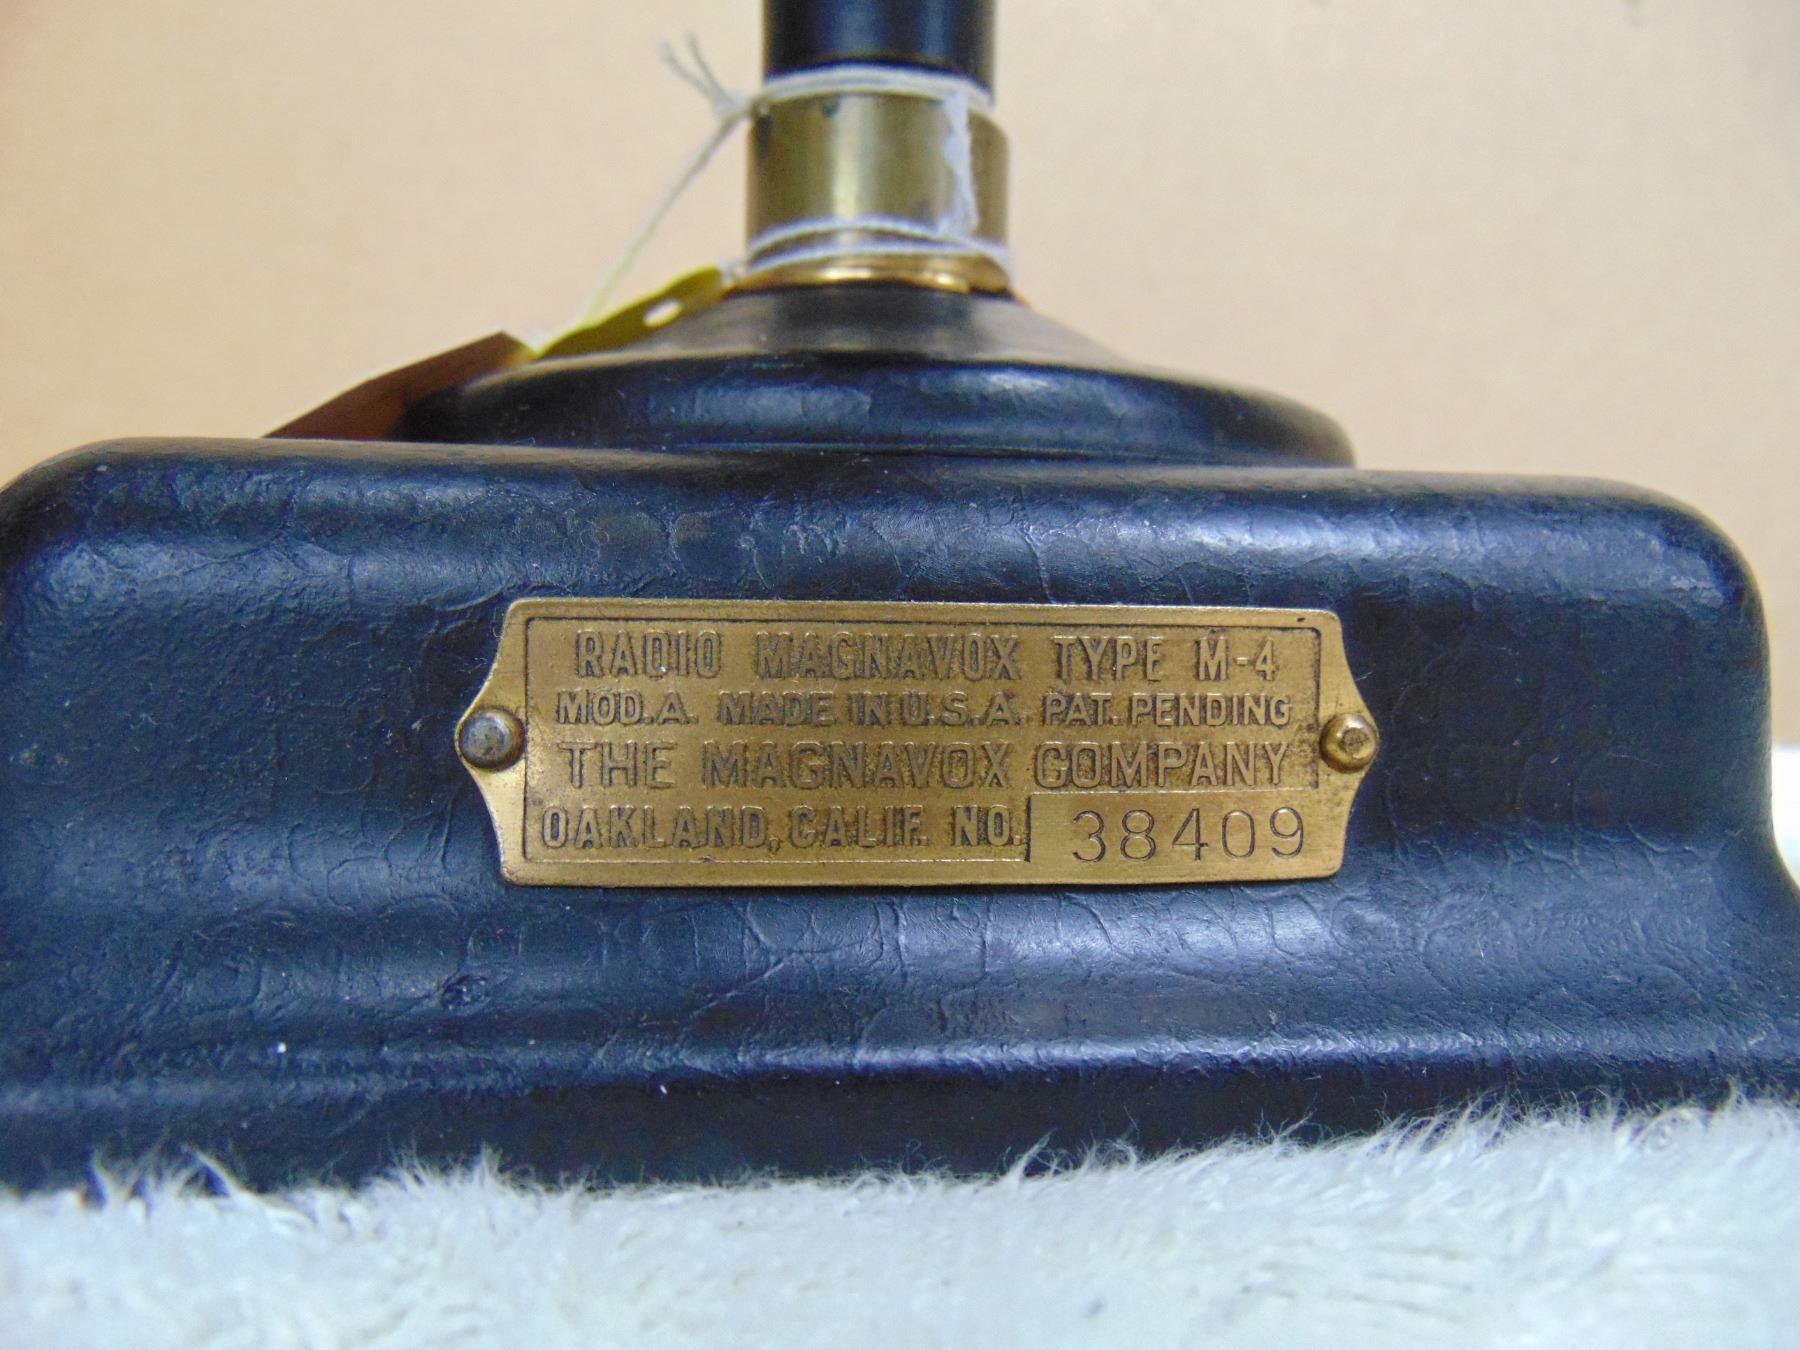 RADIO MAGNAVOX TYPE M-4
MOD.A. MADE IN U.S.A. PAT. PENDING
THE MAGNAVOX COMPANY
OAKLAND, CALIF. NO. 38409